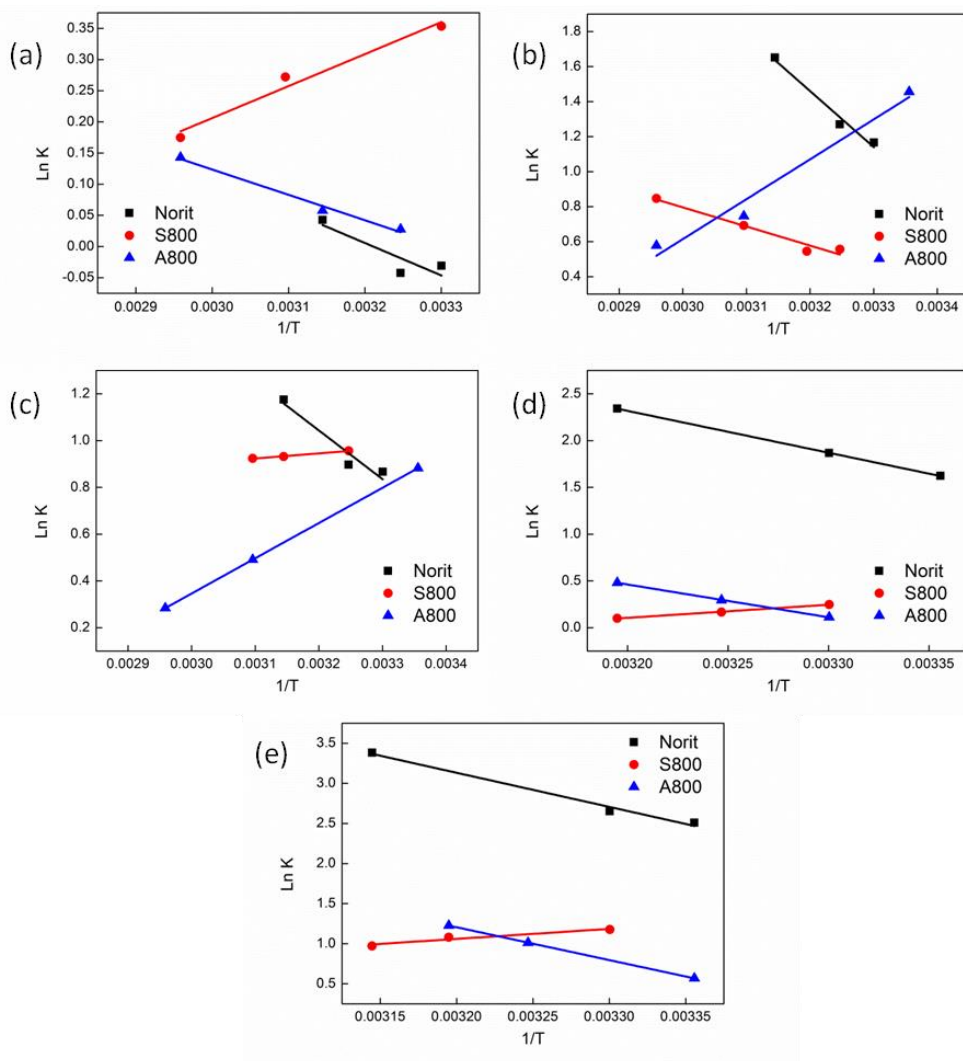 (a)
0.35
0.30
0.25
0.20
0.15
0.10
0.05
0.00
-0.05
Ln K
Norit
S800
A800
0.0029 0.0030 0.0031 0.0032 0.0033
1/T
(b)
1.8
1.6
1.4
1.2
1.0
0.8
0.6
0.4
Ln K
Norit
S800
A800
0.0029 0.0030 0.0031 0.0032 0.0033 0.0034
1/T
(c)
1.2
1.0
0.8
0.6
0.4
0.2
Ln K
Norit
S800
A800
0.0029 0.0030 0.0031 0.0032 0.0033 0.0034
1/T
(d)
2.5
2.0
1.5
1.0
0.5
0.0
Ln K
Norit
S800
A800
0.00320 0.00325 0.00330 0.00335
1/T
(e)
3.5
3.0
2.5
2.0
1.5
1.0
0.5
Ln K
Norit
S800
A800
0.00315 0.00320 0.00325 0.00330 0.00335
1/T